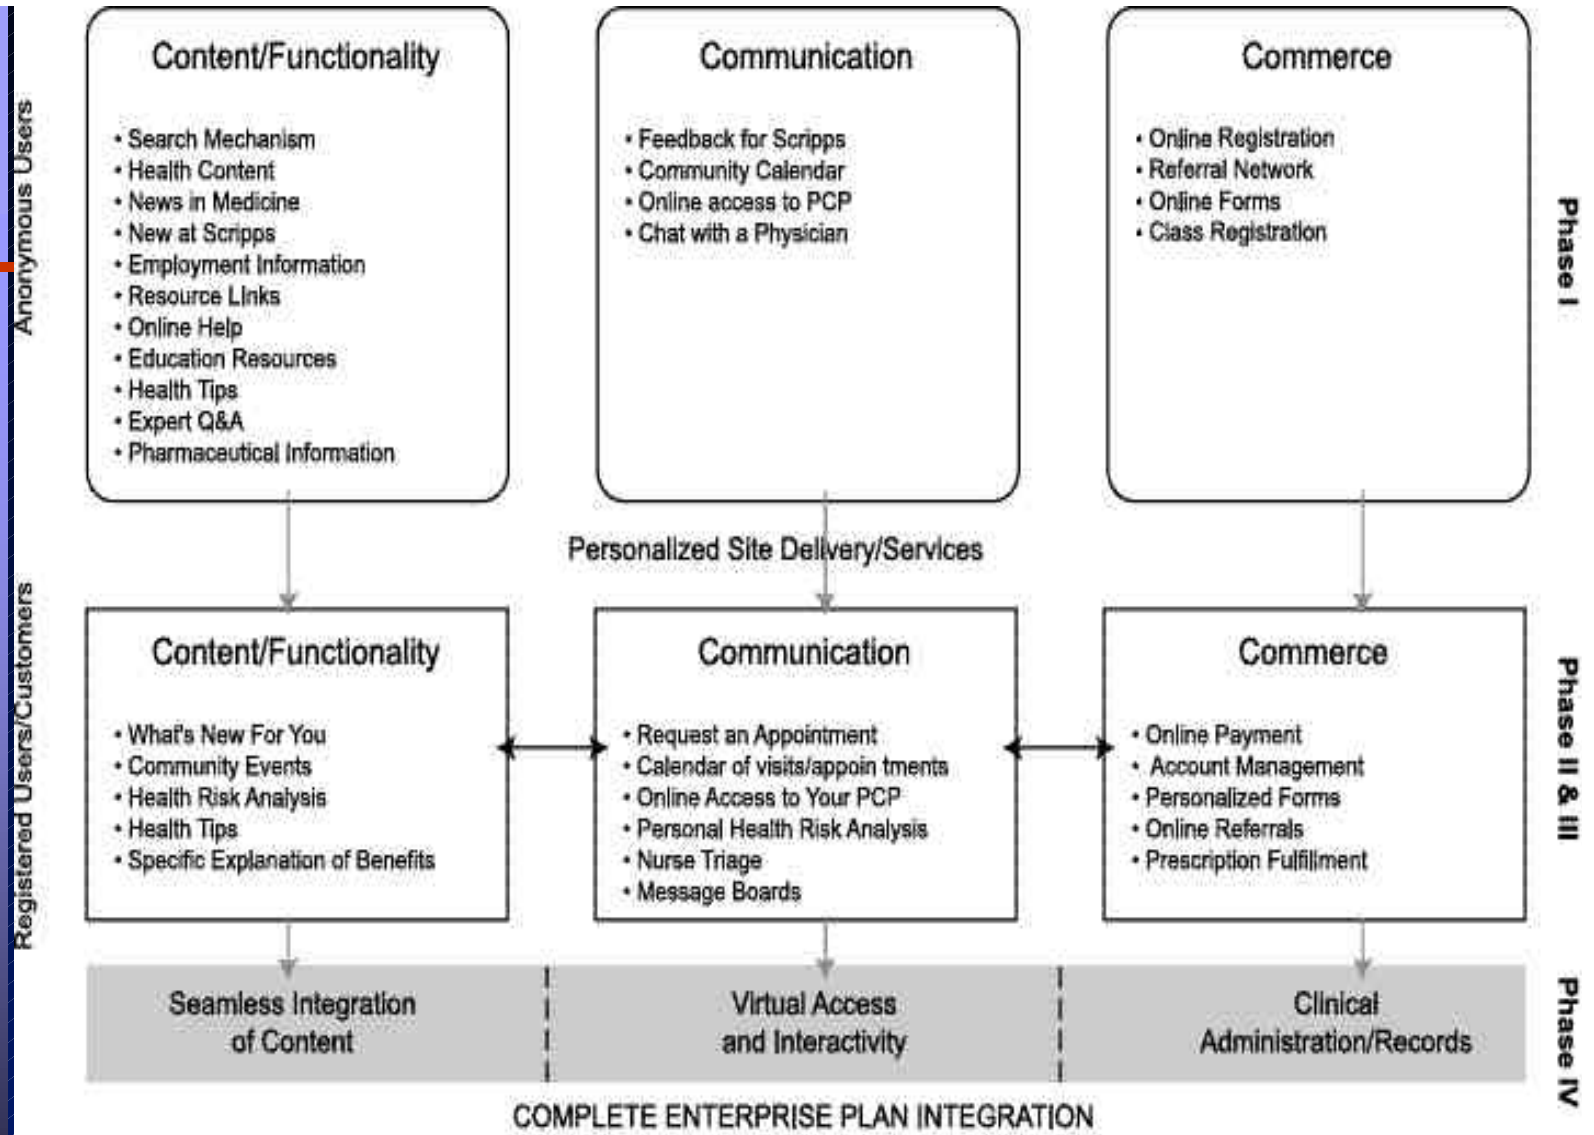 Anonymous Users
Content/Functionality
• Search Mechanism
• Health Content
• News in Medicine
• New at Scripps
• Employment Information
• Resource Links
• Online Help
• Education Resources
• Health Tips
• Expert Q&A
• Pharmaceutical Information
Communication
• Feedback for Scripps
• Community Calendar
• Online access to PCP
• Chat with a Physician
Commerce
• Online Registration
• Referral Network
• Online Forms
• Class Registration
Phase I
Personalized Site Delivery/Services
Registered Users/Customers
Content/Functionality
• What's New For You
• Community Events
• Health Risk Analysis
• Health Tips
• Specific Explanation of Benefits
Communication
• Request an Appointment
• Calendar of visits/appoin tments
• Online Access to Your PCP
• Personal Health Risk Analysis
• Nurse Triage
• Message Boards
Commerce
• Online Payment
• Account Management
• Personalized Forms
• Online Referrals
• Prescription Fulfillment
Phase II & III
Seamless Integration
of Content
Virtual Access
and Interactivity
Clinical
Administration/Records
Phase IV
COMPLETE ENTERPRISE PLAN INTEGRATION